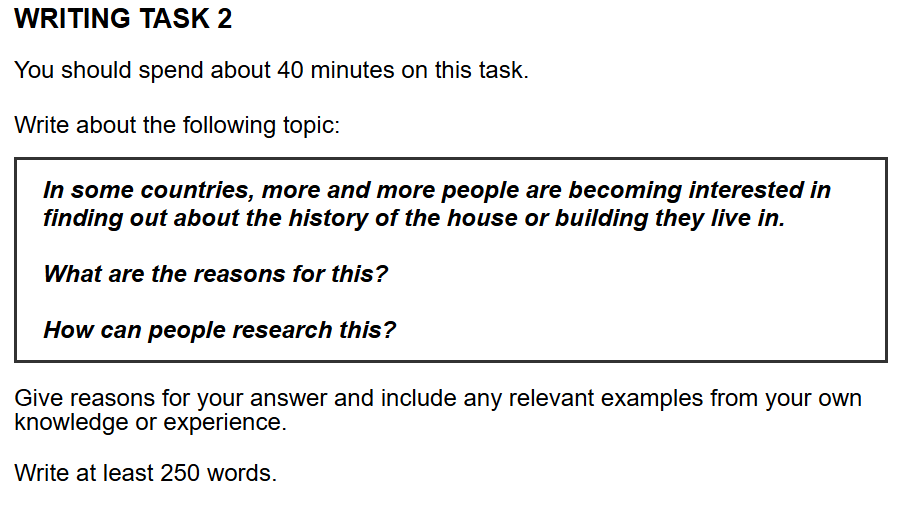 WRITING TASK 2
You should spend about 40 minutes on this task.
Write about the following topic:
In some countries, more and more people are becoming interested in
finding out about the history of the house or building they live in.
What are the reasons for this?
How can people research this?
Give reasons for your answer and include any relevant examples from your own
knowledge or experience.
Write at least 250 words.